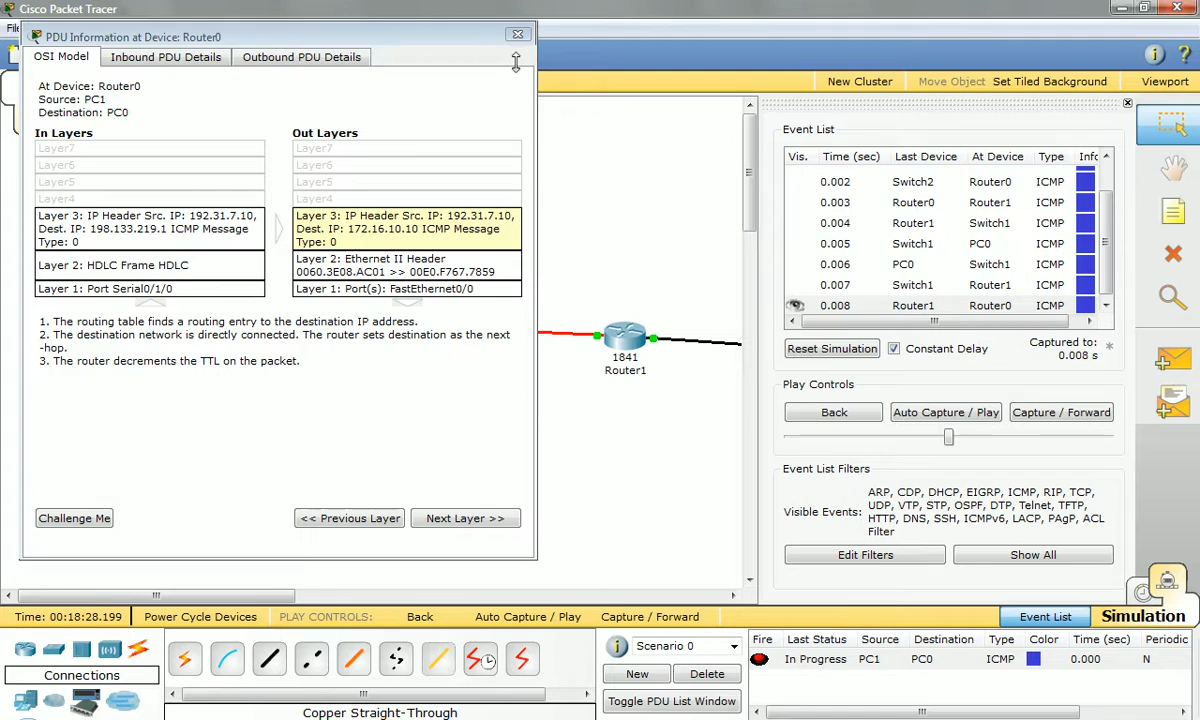 Cisco Packet Tracer
PDU Information at Device: Router0
OSI Model
Inbound PDU Details
Outbound PDU Details
New Cluster
Move Object
Set Tiled Background
Viewport
At Device: Router0
Source: PC1
Destination: PC0
In Layers
Out Layers
Layer7
Layer7
Layer6
Layer6
Layer5
Layer5
Layer4
Layer4
Layer 3: IP Header Src. IP: 192.31.7.10,
Dest. IP: 198.133.219.1 ICMP Message
Type: 0
Layer 3: IP Header Src. IP: 192.31.7.10,
Dest. IP: 172.16.10.10 ICMP Message
Type: 0
Layer 2: HDLC Frame HDLC
Layer 2: Ethernet II Header
0060.3E08.AC01 >> 00E0.F767.7859
Layer 1: Port Serial0/1/0
Layer 1: Port(s): FastEthernet0/0
1. The routing table finds a routing entry to the destination IP address.
2. The destination network is directly connected. The router sets destination as the next
-hop.
3. The router decrements the TTL on the packet.
Challenge Me
<< Previous Layer
Next Layer >>
1841
Router1
Event List
Vis. Time (sec) Last Device At Device Type Info
0.002 Switch2 Router0 ICMP
0.003 Router0 Router1 ICMP
0.004 Router1 Switch1 ICMP
0.005 Switch1 PC0 ICMP
0.006 PC0 Switch1 ICMP
0.007 Switch1 Router1 ICMP
0.008 Router1 Router0 ICMP
Reset Simulation
Constant Delay
Captured to:
0.008 s
*
Play Controls
Back
Auto Capture / Play
Capture / Forward
Event List Filters
Visible Events:
ARP, CDP, DHCP, EIGRP, ICMP, RIP, TCP,
UDP, VTP, STP, OSPF, DTP, Telnet, TFTP,
HTTP, DNS, SSH, ICMPv6, LACP, PAgP, ACL
Filter
Edit Filters
Show All
Time: 00:18:28.199
Power Cycle Devices
PLAY CONTROLS:
Back
Auto Capture / Play
Capture / Forward
Event List
Simulation
Connections
Copper Straight-Through
Scenario 0
New
Delete
Toggle PDU List Window
Fire Last Status Source Destination Type Color Time (sec) Periodic
In Progress PC1 PC0 ICMP 0.000 N